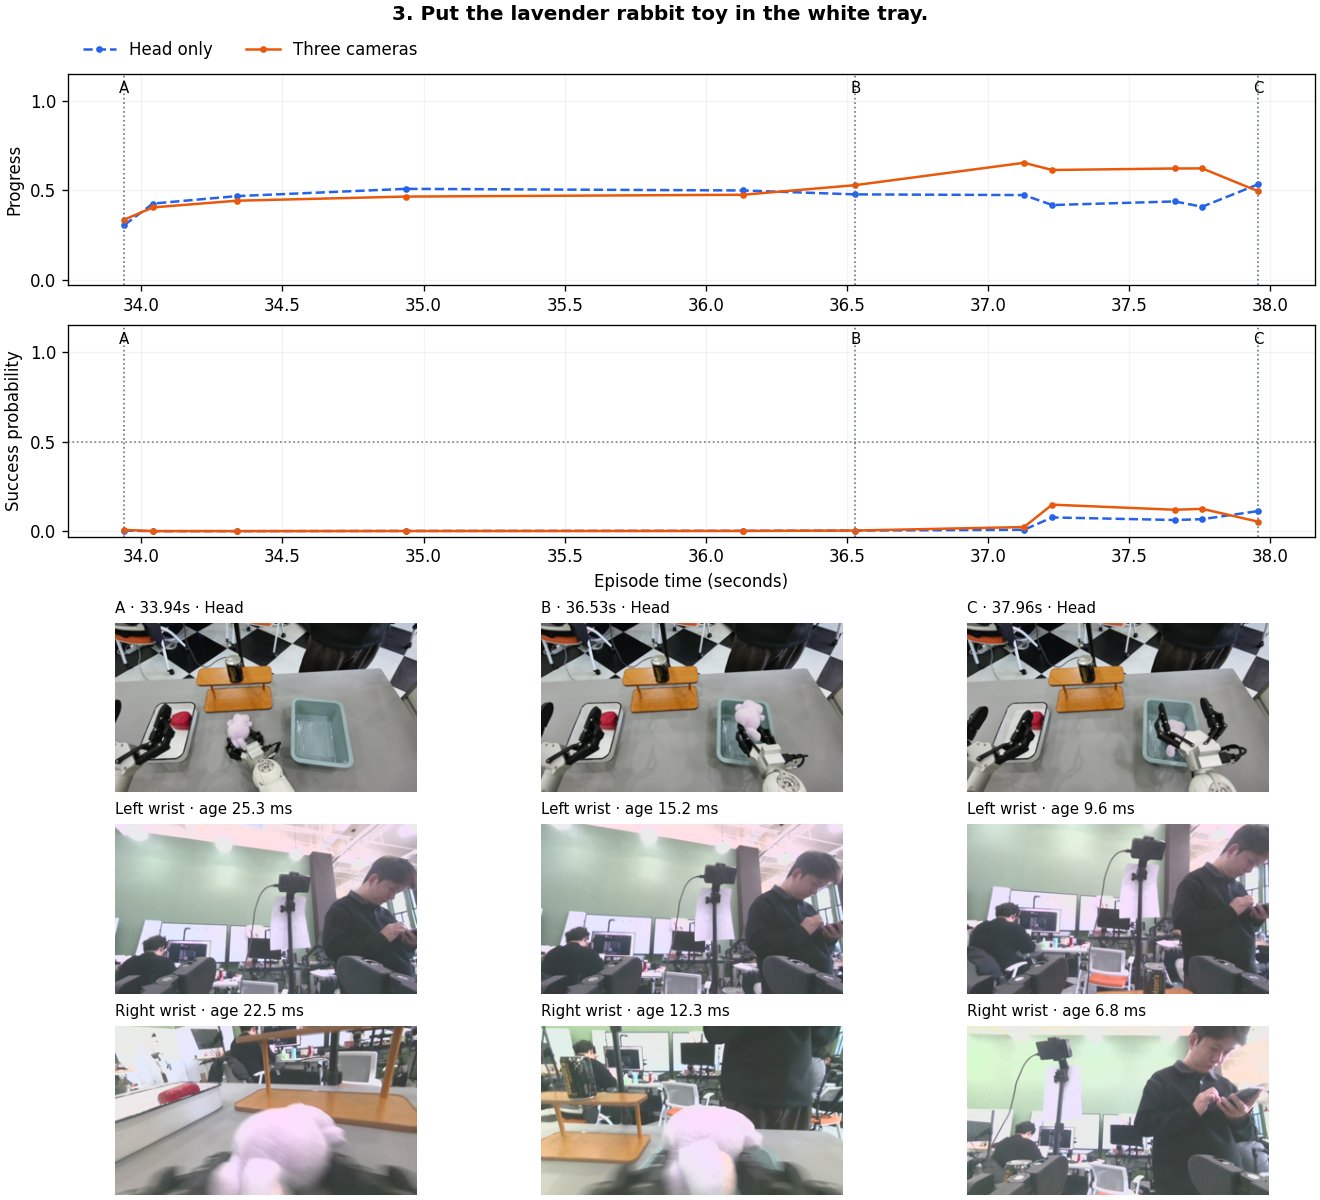 3. Put the lavender rabbit toy in the white tray.
Head only
Three cameras
A
B
C
1.0
0.5
0.0
Progress
34.0
34.5
35.0
35.5
36.0
36.5
37.0
37.5
38.0
A
B
C
1.0
0.5
0.0
Success probability
34.0
34.5
35.0
35.5
36.0
36.5
37.0
37.5
38.0
Episode time (seconds)
A · 33.94s · Head
B · 36.53s · Head
C · 37.96s · Head
Left wrist · age 25.3 ms
Left wrist · age 15.2 ms
Left wrist · age 9.6 ms
Right wrist · age 22.5 ms
Right wrist · age 12.3 ms
Right wrist · age 6.8 ms